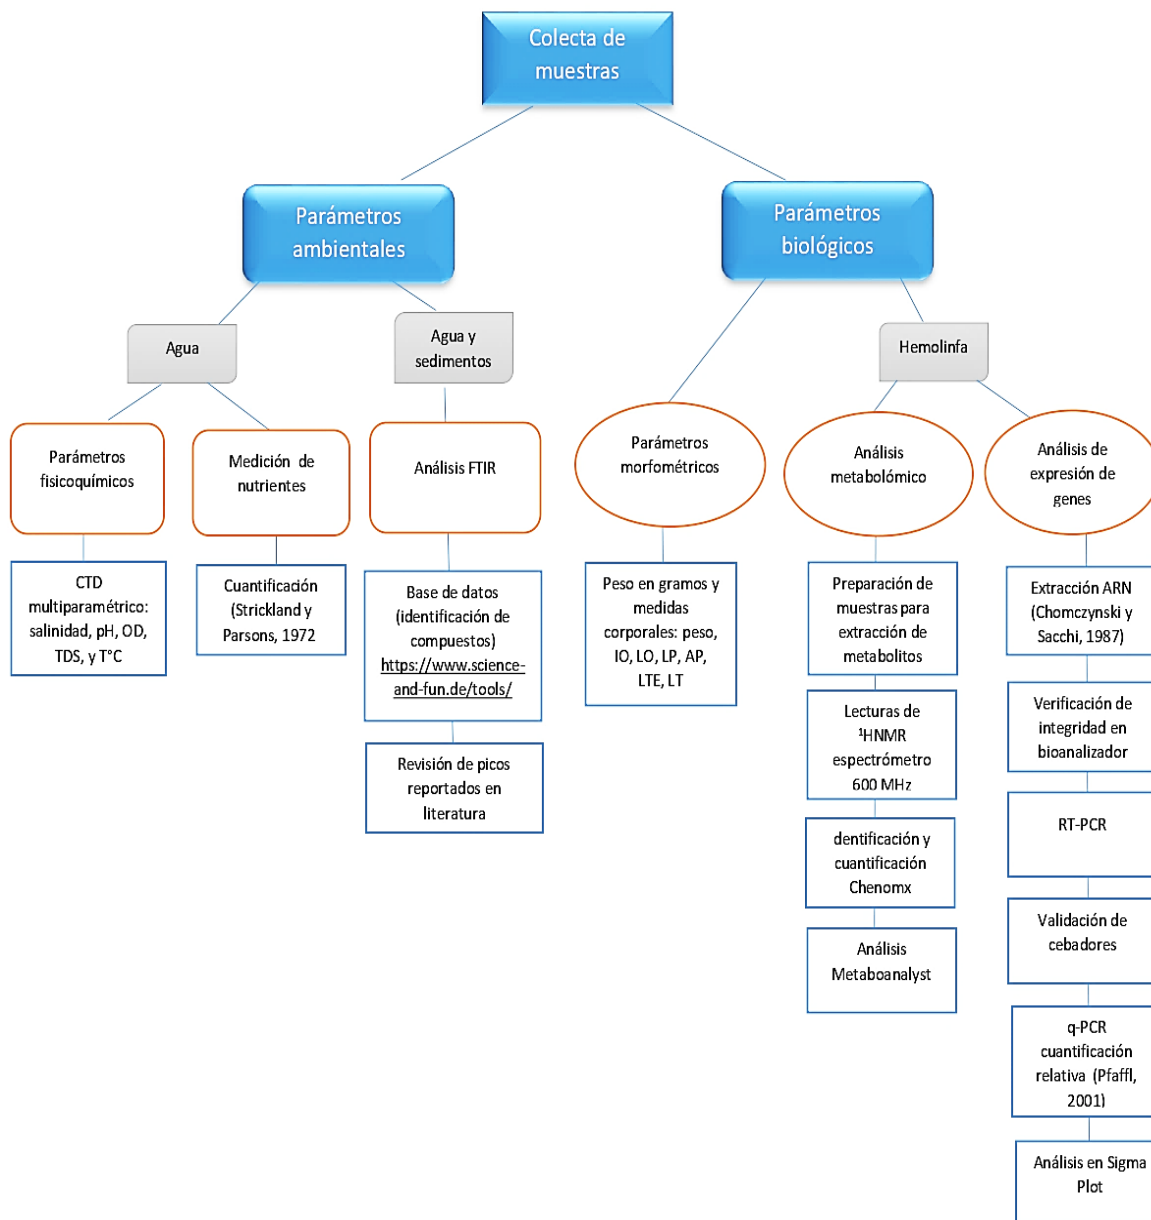 Colecta de
muestras
Parámetros
ambientales
Parámetros
biológicos
Agua
Agua y
sedimentos
Hemolinfa
Parámetros
fisicoquímicos
Medición de
nutrientes
Análisis FTIR
Parámetros
morfométricos
Análisis
metabolómico
Análisis de
expresión de
genes
CTD
multiparamétrico:
salinidad, pH, OD,
TDS, y T°C
Cuantificación
(Strickland y
Parsons, 1972
Base de datos
(identificación de
compuestos)
https://www.science-
and-fun.de/tools/
Revisión de picos
reportados en
literatura
Peso en gramos y
medidas
corporales: peso,
IO, LO, LP, AP,
LTE, LT
Preparación de
muestras para
extracción de
metabolitos
Lecturas de
¹HNMR
espectrómetro
600 MHz
dentificación y
cuantificación
Chenomx
Análisis
Metaboanalyst
Extracción ARN
(Chomczynski y
Sacchi, 1987)
Verificación de
integridad en
bioanalizador
RT-PCR
Validación de
cebadores
q-PCR
cuantificación
relativa (Pfaffl,
2001)
Análisis en Sigma
Plot